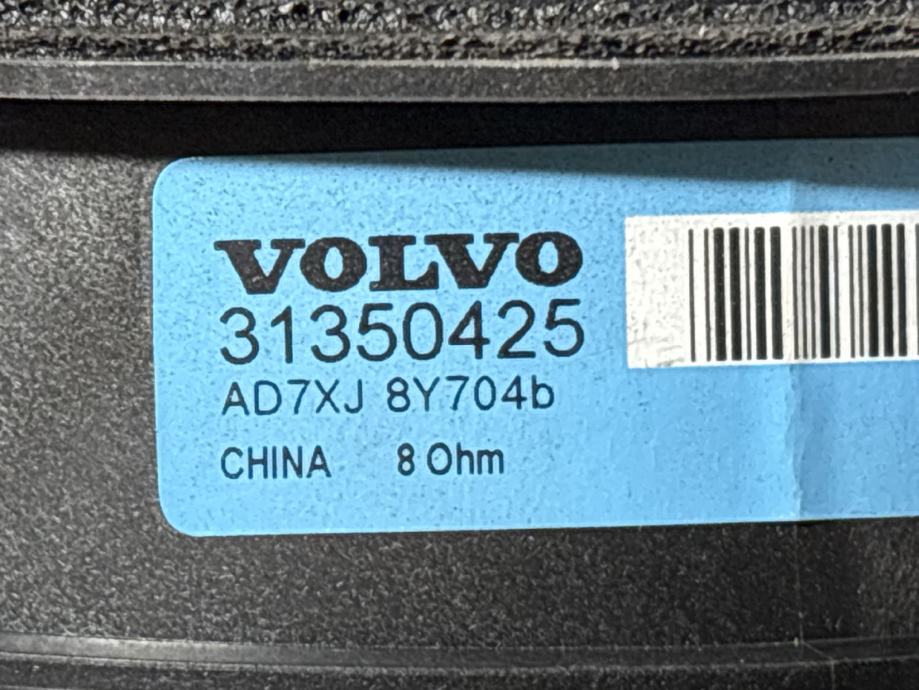 VOLVO
31350425
AD7XJ 8Y704b
CHINA 8 Ohm